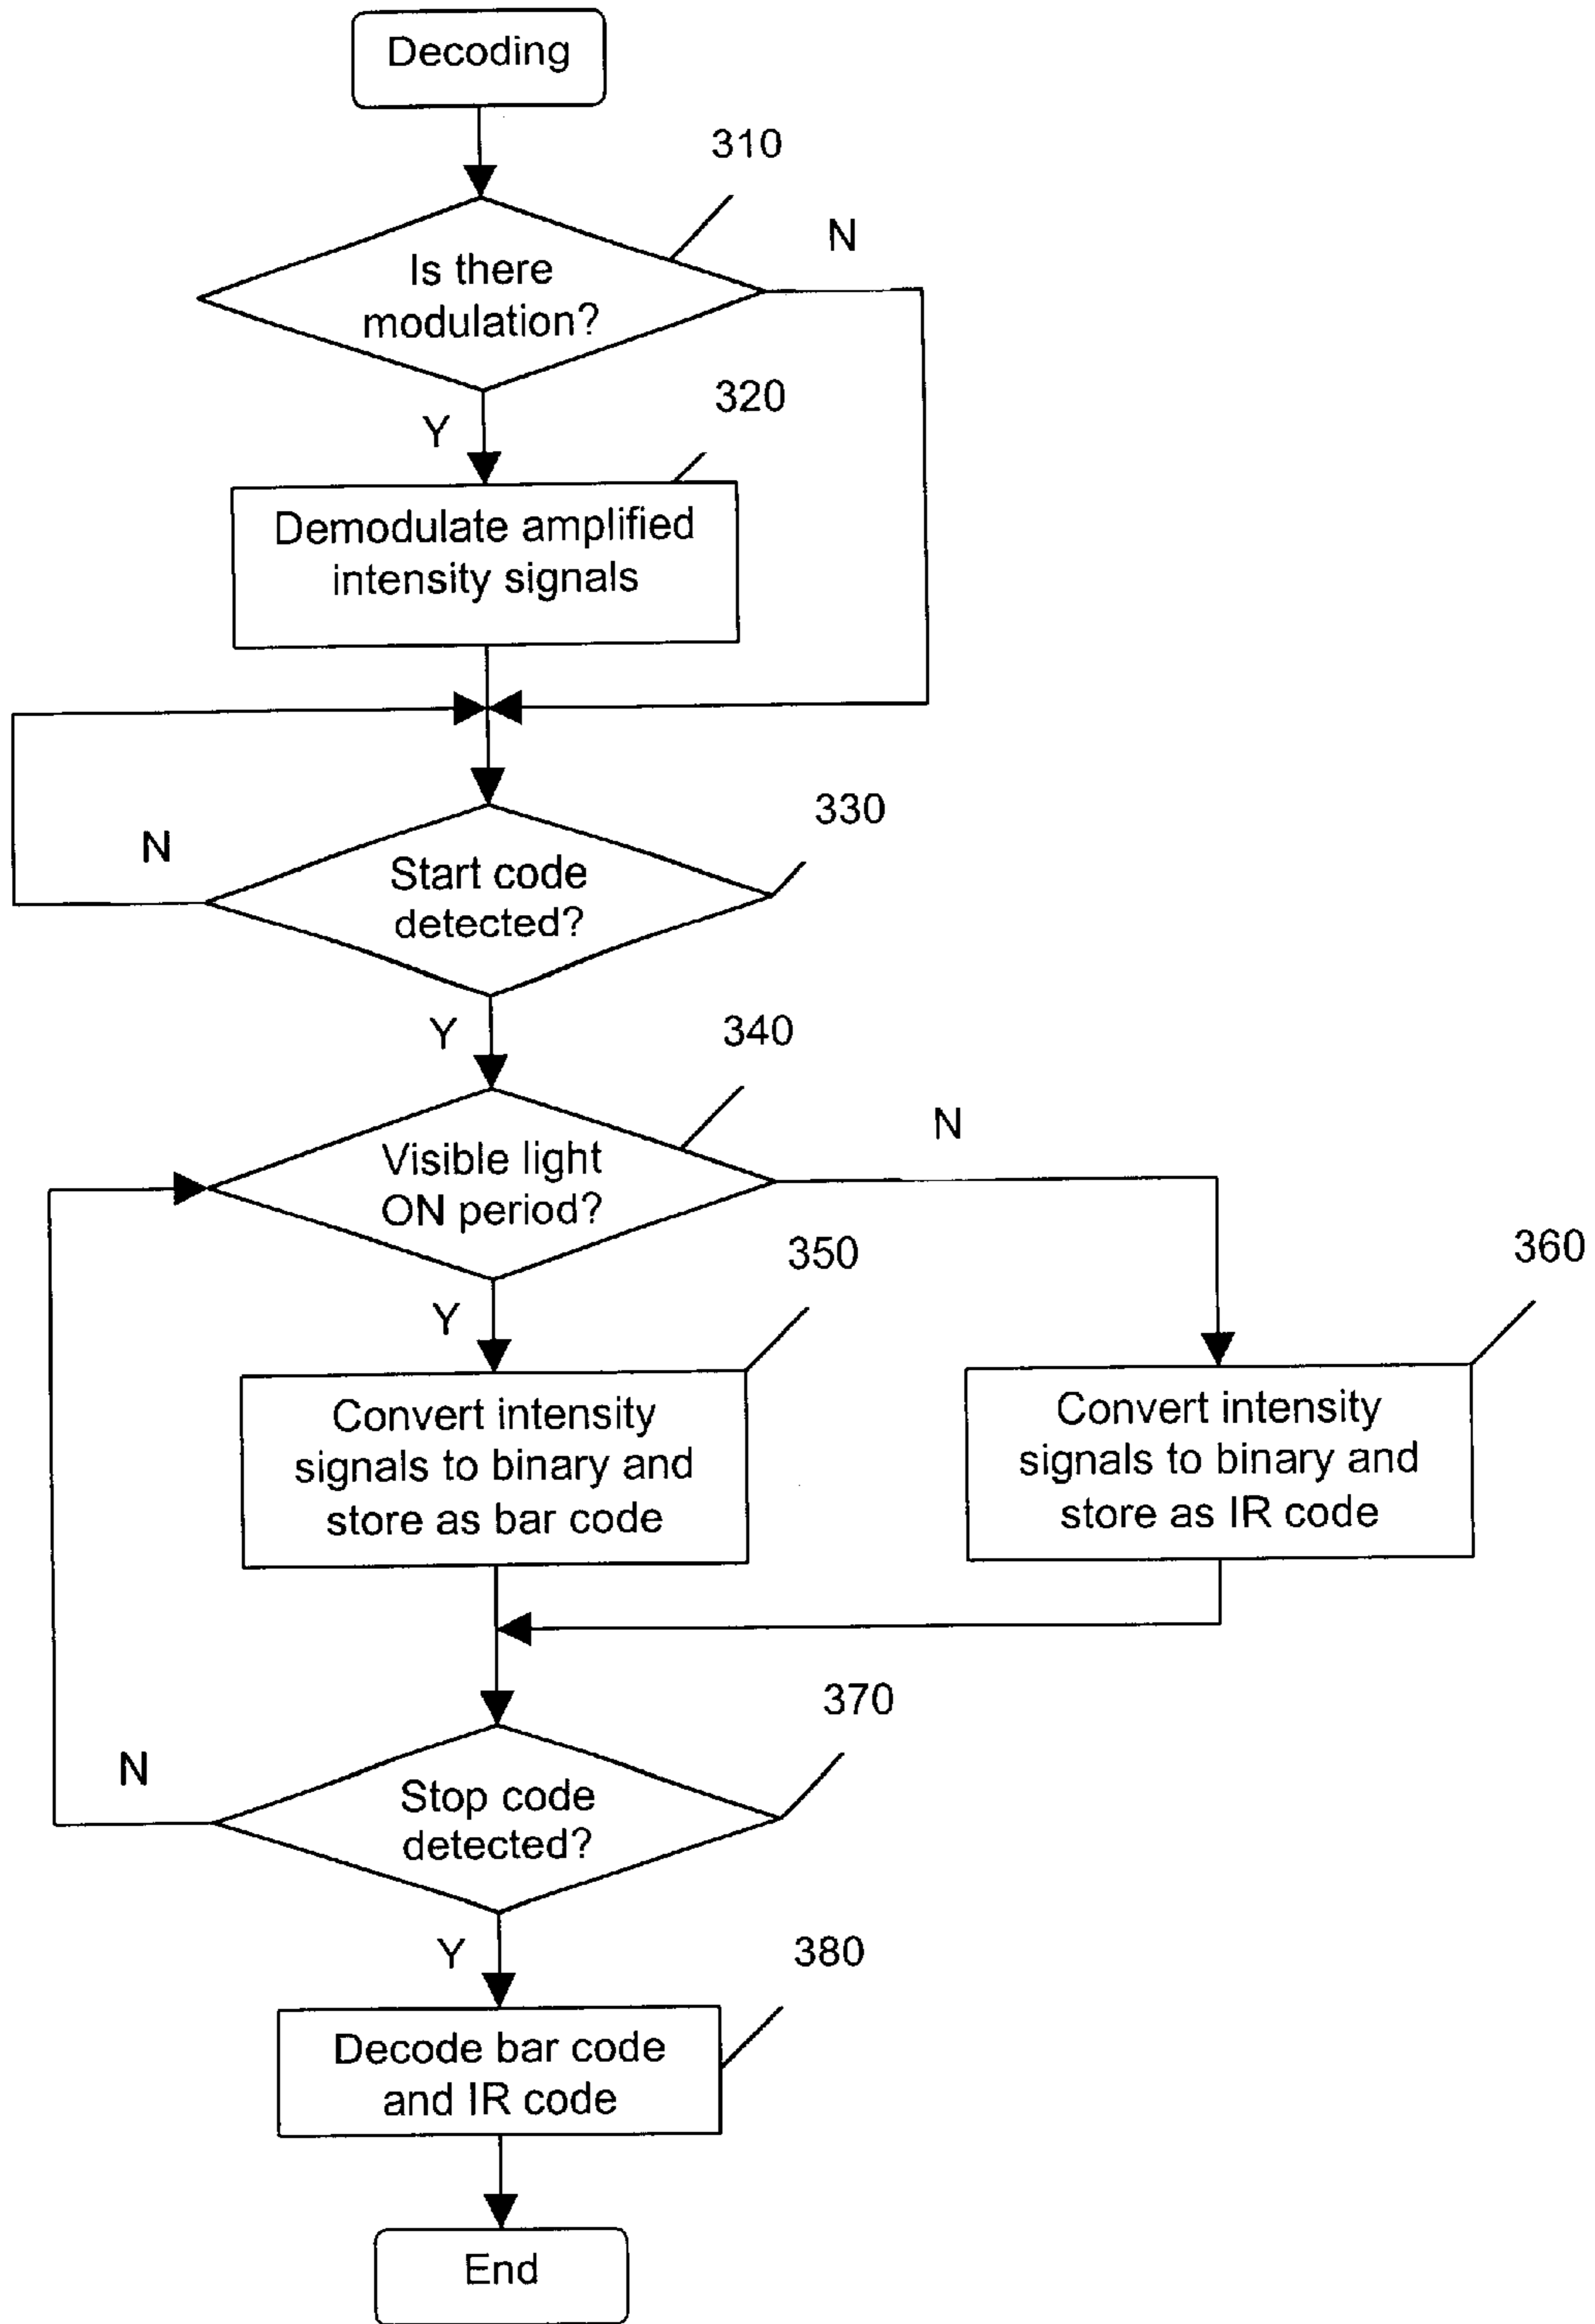 Decoding
310
N
Is there
modulation?
320
Y
Demodulate amplified
intensity signals
330
N
Start code
detected?
Y
340
N
Visible light
ON period?
350
360
Y
Convert intensity
signals to binary and
store as bar code
Convert intensity
signals to binary and
store as IR code
370
N
Stop code
detected?
Y
380
Decode bar code
and IR code
End